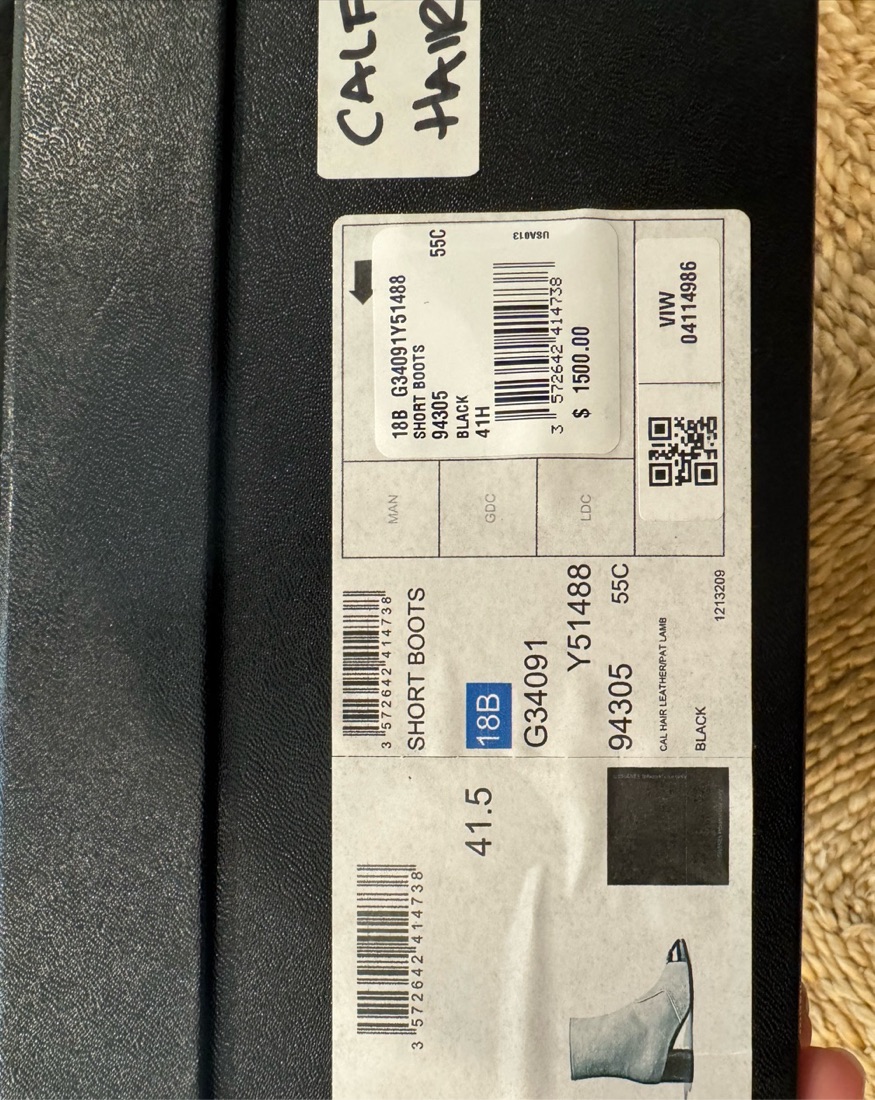 CALF
HAIR
18B G34091Y51488
SHORT BOOTS
94305 55C
BLACK
41H
USA013
3 572642 414738
$ 1500.00
VIW
04114986
MAN
GDC
LDC
3 572642 414738
SHORT BOOTS
18B
G34091
Y51488
94305 55C
CAL HAIR LEATHER/PAT LAMB
BLACK
1213209
41.5
3 572642 414738